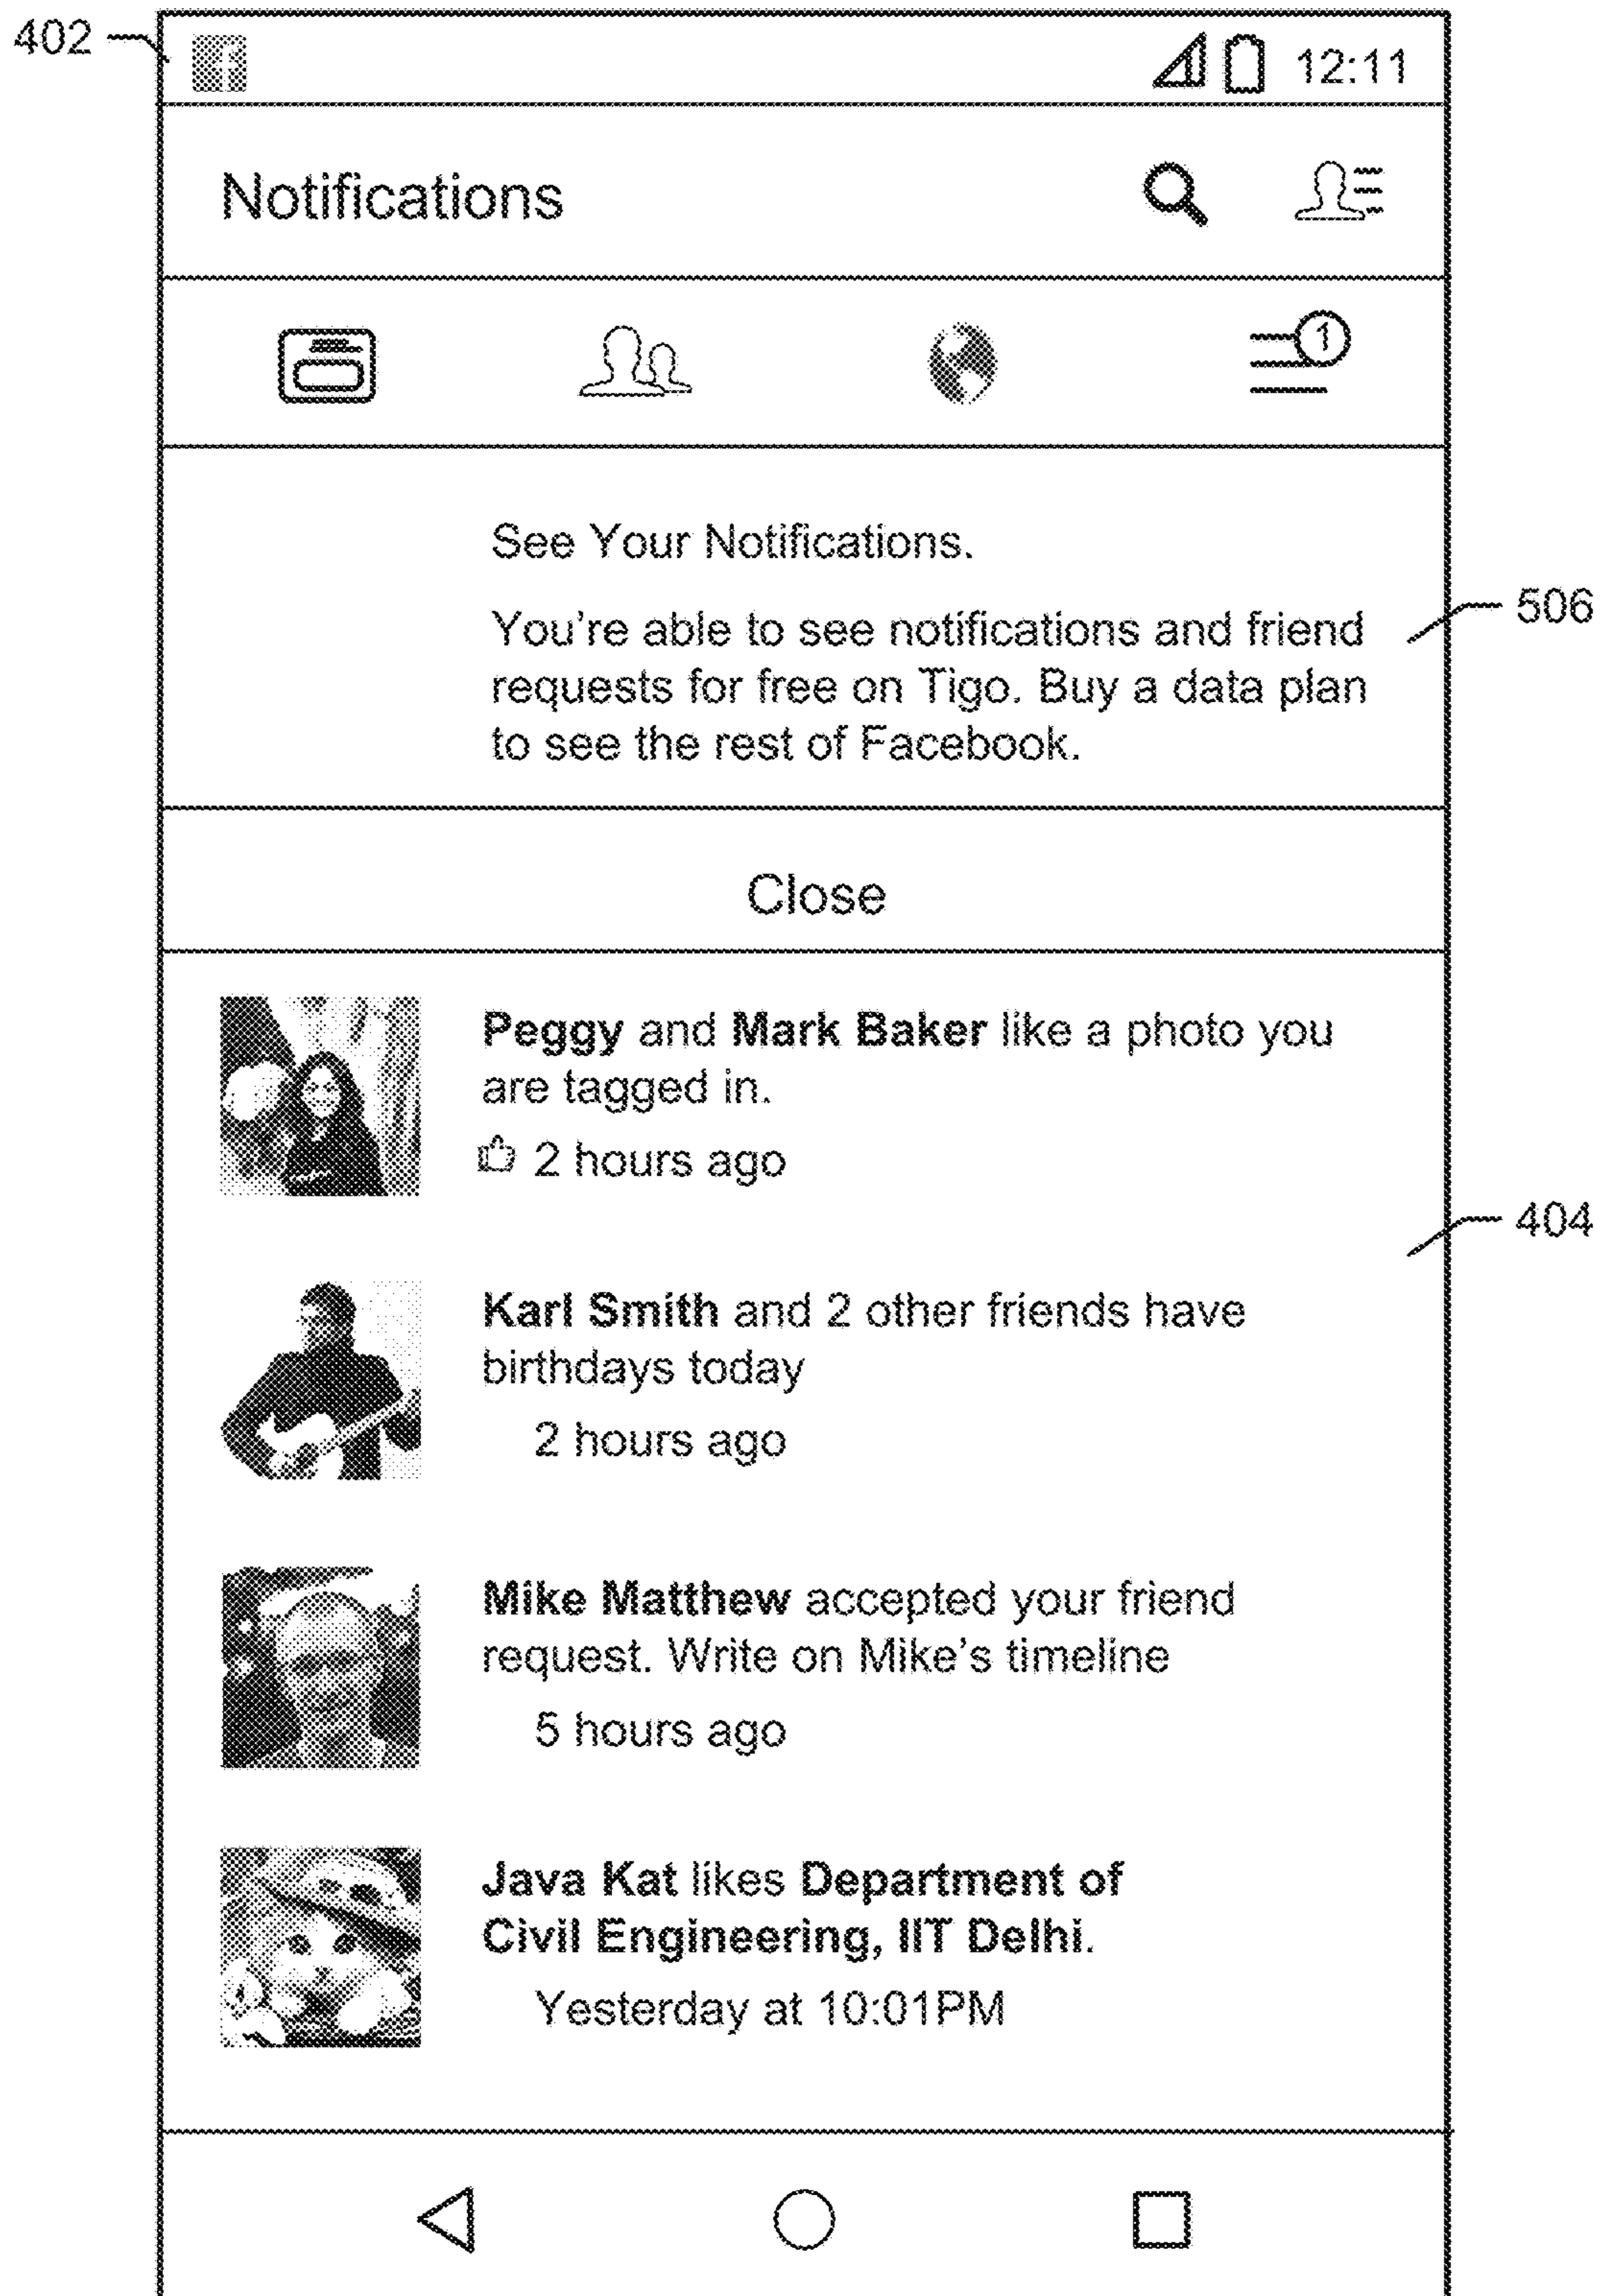 402
f
12:11
Notifications
1
See Your Notifications.
You're able to see notifications and friend
506
requests for free on Tigo. Buy a data plan
to see the rest of Facebook.
Close
Peggy and Mark Baker like a photo you
are tagged in.
2 hours ago
404
Karl Smith and 2 other friends have
birthdays today
2 hours ago
Mike Matthew accepted your friend
request. Write on Mike's timeline
5 hours ago
Java Kat likes Department of
Civil Engineering, IIT Delhi.
Yesterday at 10:01PM